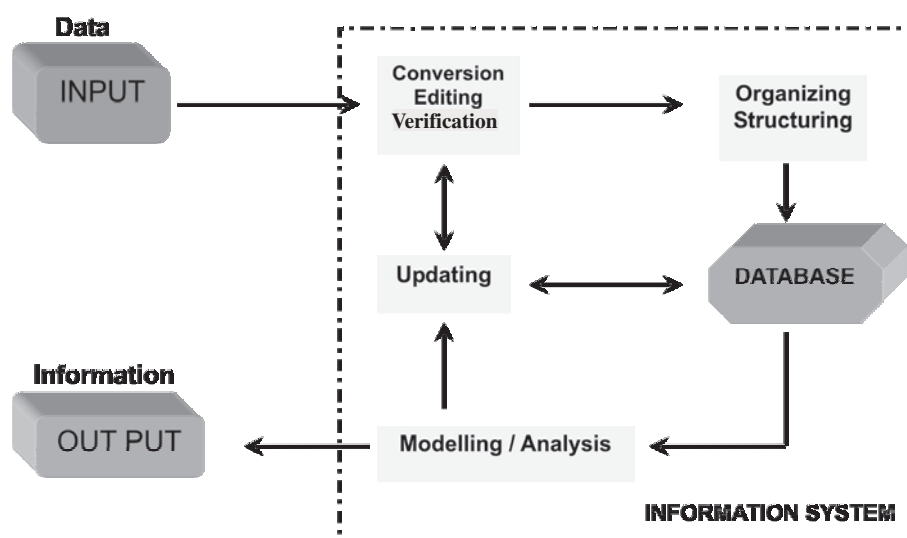 Data
INPUT
Conversion
Editing
Verification
Organizing
Structuring
Updating
DATABASE
Information
OUT PUT
Modelling / Analysis
INFORMATION SYSTEM